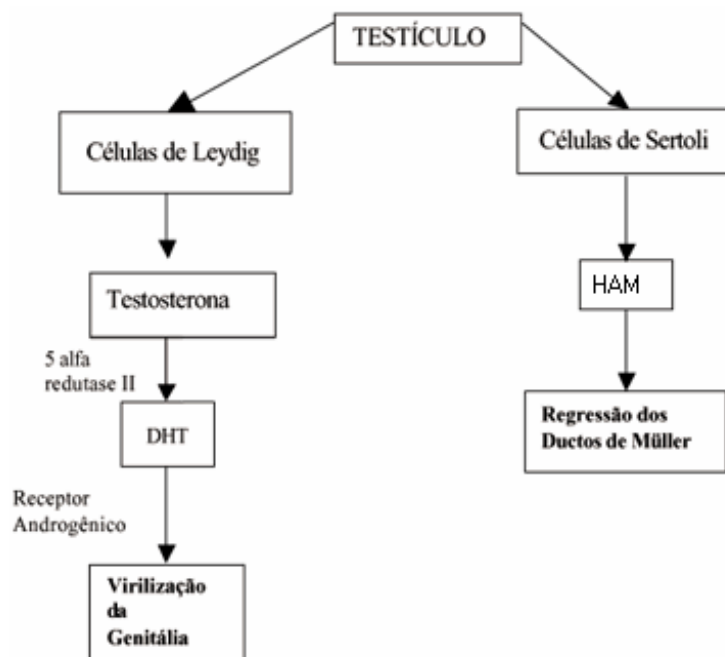 TESTÍCULO
Células de Leydig
Células de Sertoli
Testosterona
HAM
5 alfa
redutase II
DHT
Regressão dos
Ductos de Müller
Receptor
Androgênico
Virilização
da
Genitália